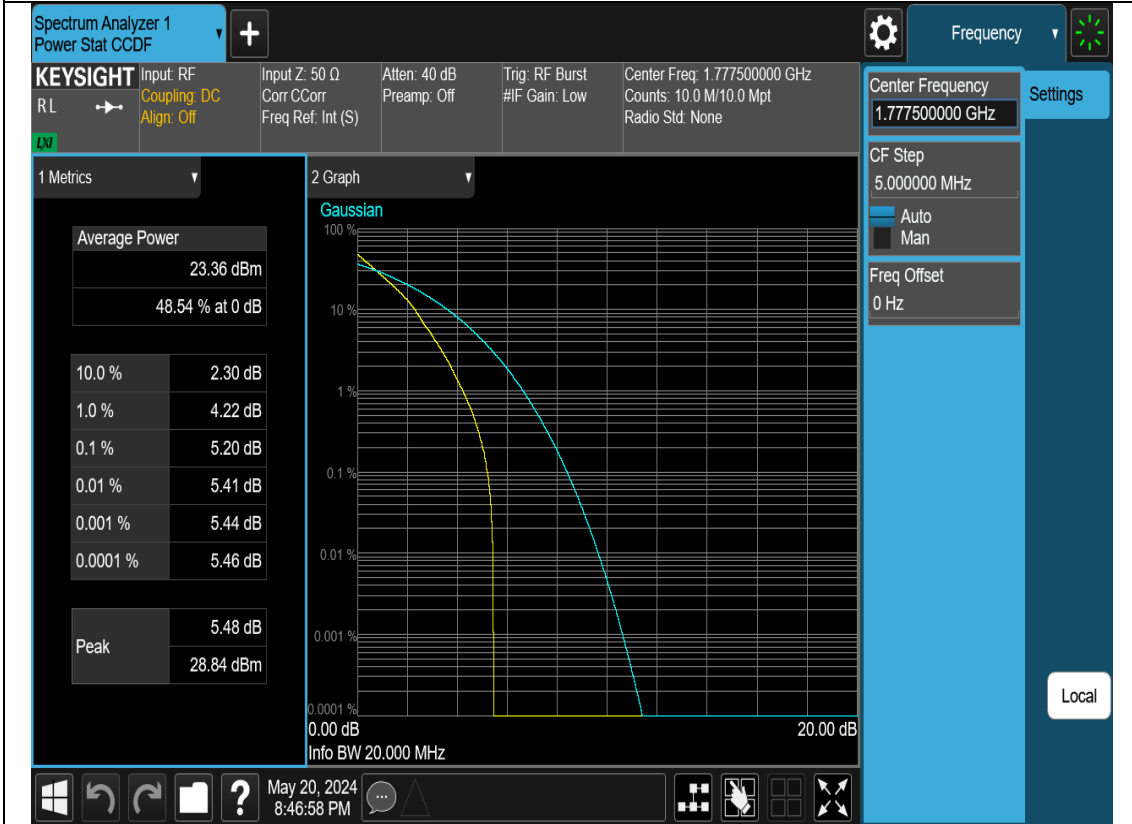 Spectrum Analyzer 1
Power Stat CCDF
+
Frequency
KEYSIGHT
R L
LXI
Input: RF
Coupling: DC
Align: Off
Input Z: 50 Ω
Corr CCorr
Freq Ref: Int (S)
Atten: 40 dB
Preamp: Off
Trig: RF Burst
#IF Gain: Low
Center Freq: 1.777500000 GHz
Counts: 10.0 M/10.0 Mpt
Radio Std: None
Center Frequency
1.777500000 GHz
Settings
CF Step
5.000000 MHz
Auto
Man
Freq Offset
0 Hz
Local
1 Metrics
Average Power
23.36 dBm
48.54 % at 0 dB
10.0 % 2.30 dB
1.0 % 4.22 dB
0.1 % 5.20 dB
0.01 % 5.41 dB
0.001 % 5.44 dB
0.0001 % 5.46 dB
Peak
5.48 dB
28.84 dBm
2 Graph
Gaussian
100 %
10 %
1 %
0.1 %
0.01 %
0.001 %
0.0001 %
0.00 dB 20.00 dB
Info BW 20.000 MHz
?
May 20, 2024
8:46:58 PM